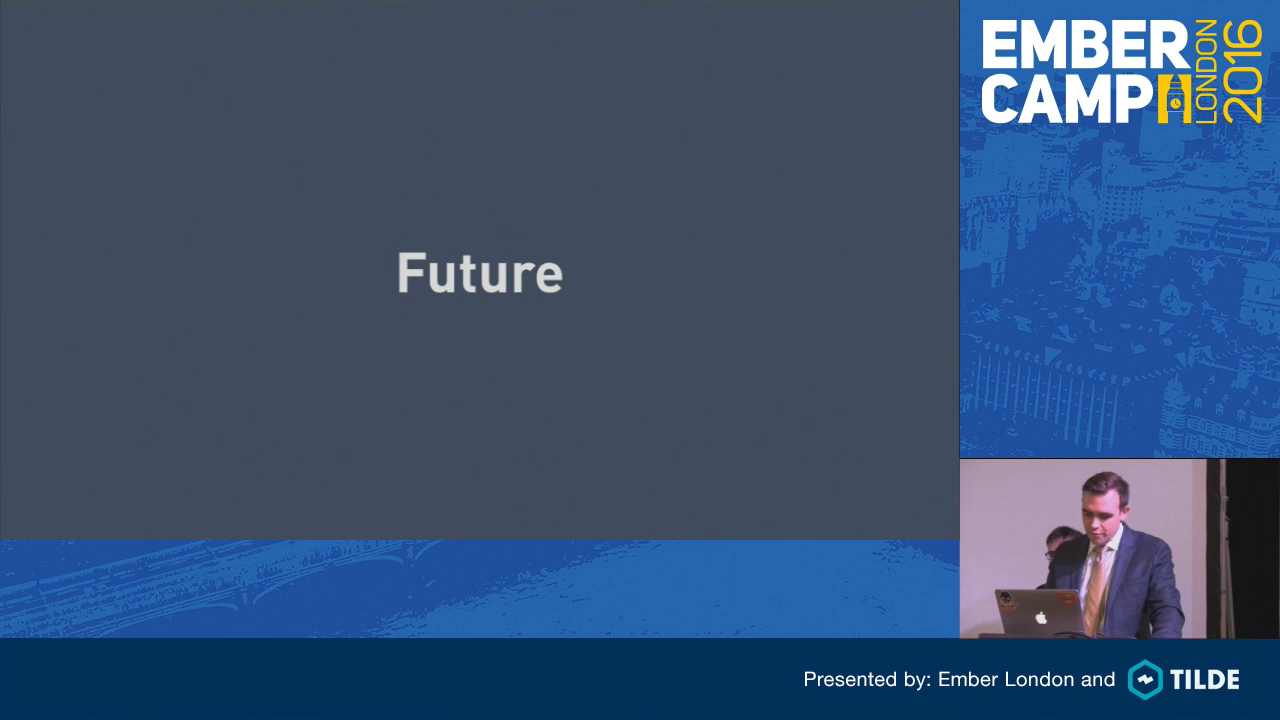 Future
EMBER
CAMP
LONDON
2016
Presented by: Ember London and
TILDE